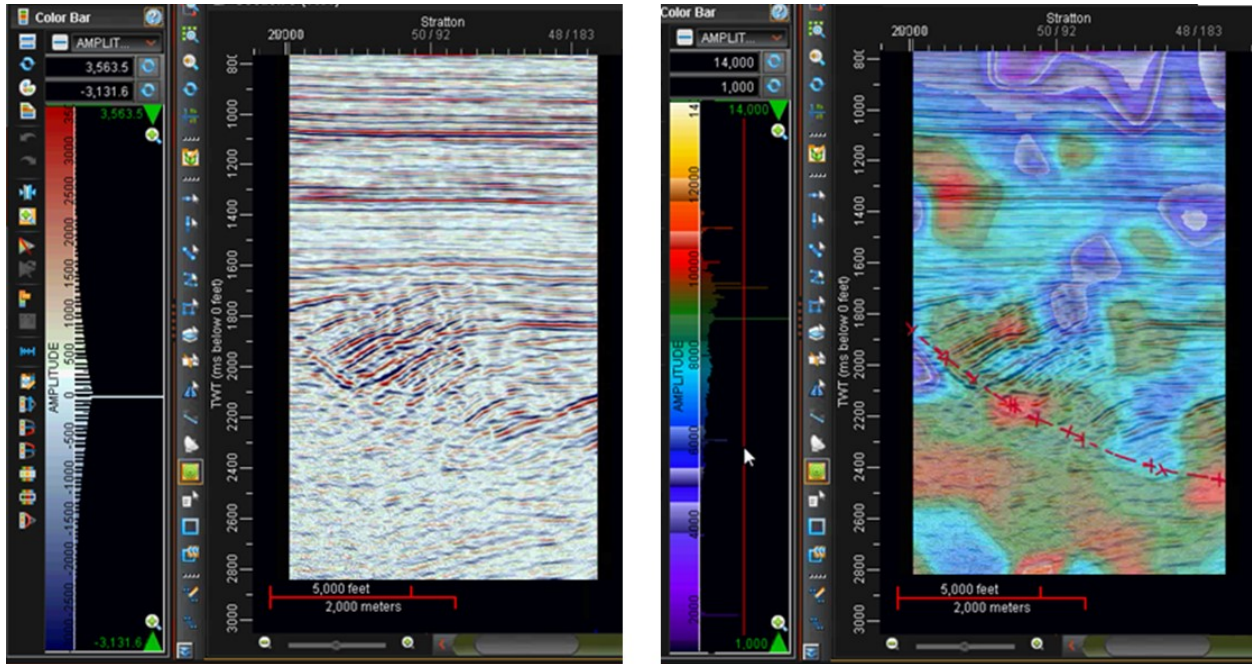 Color Bar
AMPLIT...
3,563.5
-3,131.6
3,563.5
3000
2500
2000
1500
1000
500
0
-500
-1000
-1500
-2000
-2500
AMPLITUDE
-3,131.6
Stratton
20000
50 / 92
48 / 183
800
1000
1200
1400
1600
1800
2000
2200
2400
2600
2800
3000
TWT (ms below 0 feet)
5,000 feet
2,000 meters
Color Bar
AMPLIT...
14,000
1,000
14,000
14
12000
10000
8000
6000
4000
2000
AMPLITUDE
1,000
Stratton
20000
50 / 92
48 / 183
800
1000
1200
1400
1600
1800
2000
2200
2400
2600
2800
3000
TWT (ms below 0 feet)
5,000 feet
2,000 meters